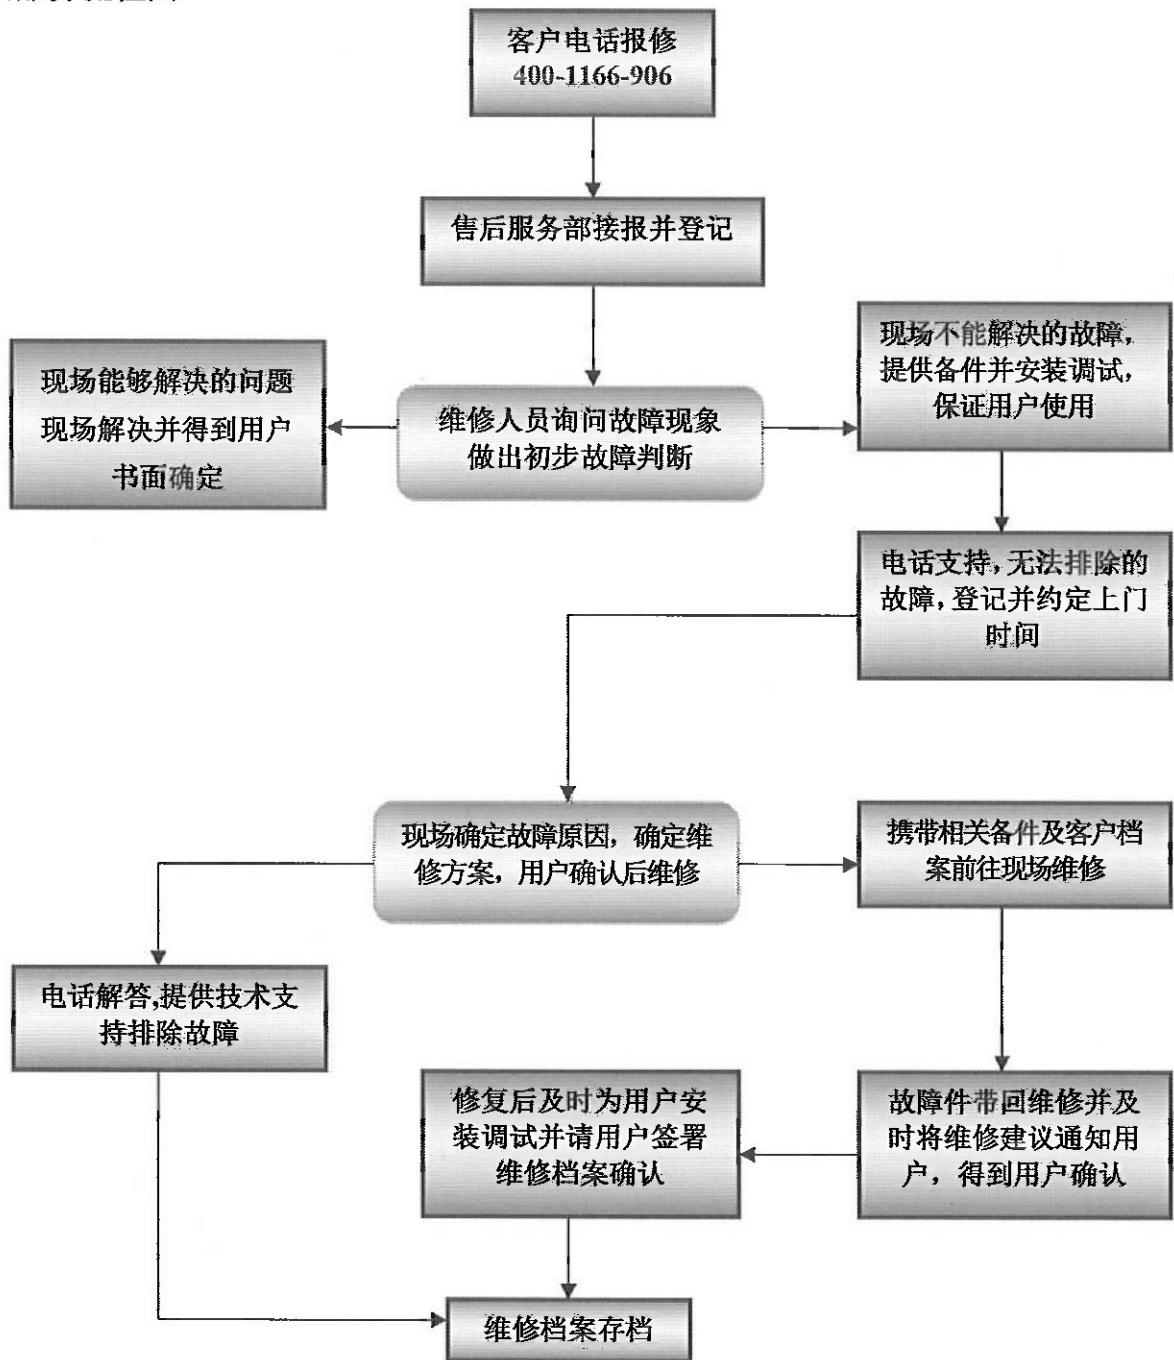 客户电话报修
400-1166-906
售后服务部接报并登记
现场不能解决的故障,
提供备件并安装调试,
保证用户使用
现场能够解决的问题
现场解决并得到用户
书面确定
维修人员询问故障现象
做出初步故障判断
电话支持,无法排除的
故障,登记并约定上门
时间
现场确定故障原因，确定维
修方案，用户确认后维修
携带相关备件及客户档
案前往现场维修
电话解答,提供技术支
持排除故障
修复后及时为用户安
装调试并请用户签署
维修档案确认
故障件带回维修并及
时将维修建议通知用
户，得到用户确认
维修档案存档